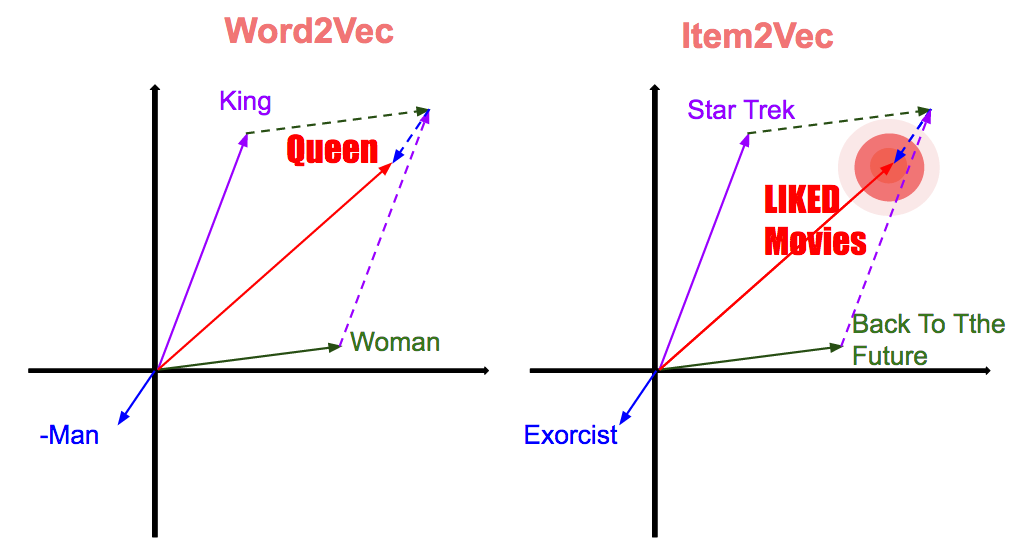 Word2Vec
King
Queen
Woman
-Man
Item2Vec
Star Trek
LIKED
Movies
Back To Tthe
Future
Exorcist